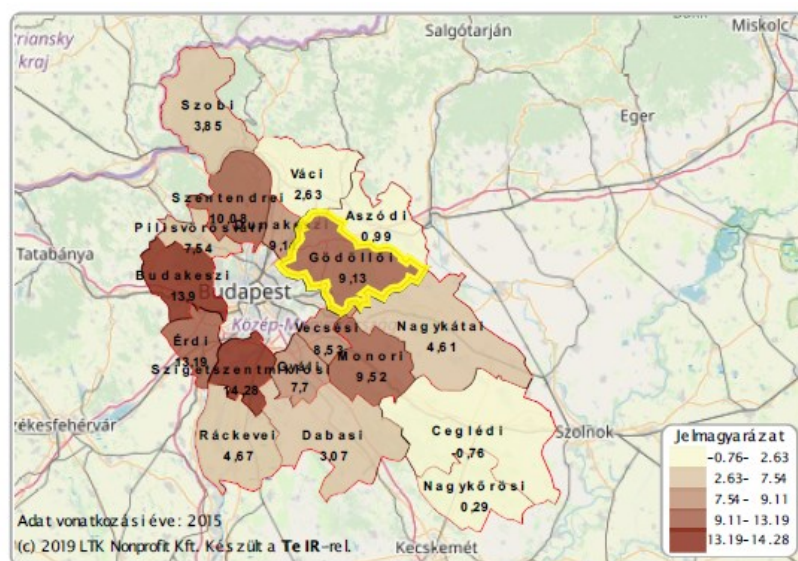 triansky
kraj
Salgótarján
Miskolc
Eger
Szobi
3,85
Váci
2,63
Szentendrei
10,08
Aszódi
0,99
Pilisvörösvári
7,54
Gödöllői
9,13
Tatabánya
Budakeszi
13,9
Budapest
Vecsési
8,53
Nagykátai
4,61
Érdi
13,19
Monori
9,52
Szigetszentmiklósi
14,28
Gyáli
7,7
Ceglédi
-0,76
Szolnok
zékesfehérvár
Ráckevei
4,67
Dabasi
3,07
Nagykőrösi
0,29
Kecskemét
Jelmagyarázat
-0.76- 2.63
2.63- 7.54
7.54- 9.11
9.11-13.19
13.19-14.28
Adat vonatkozási éve: 2015
(c) 2019 LTK Nonprofit Kft. Készült a TeIR-rel.